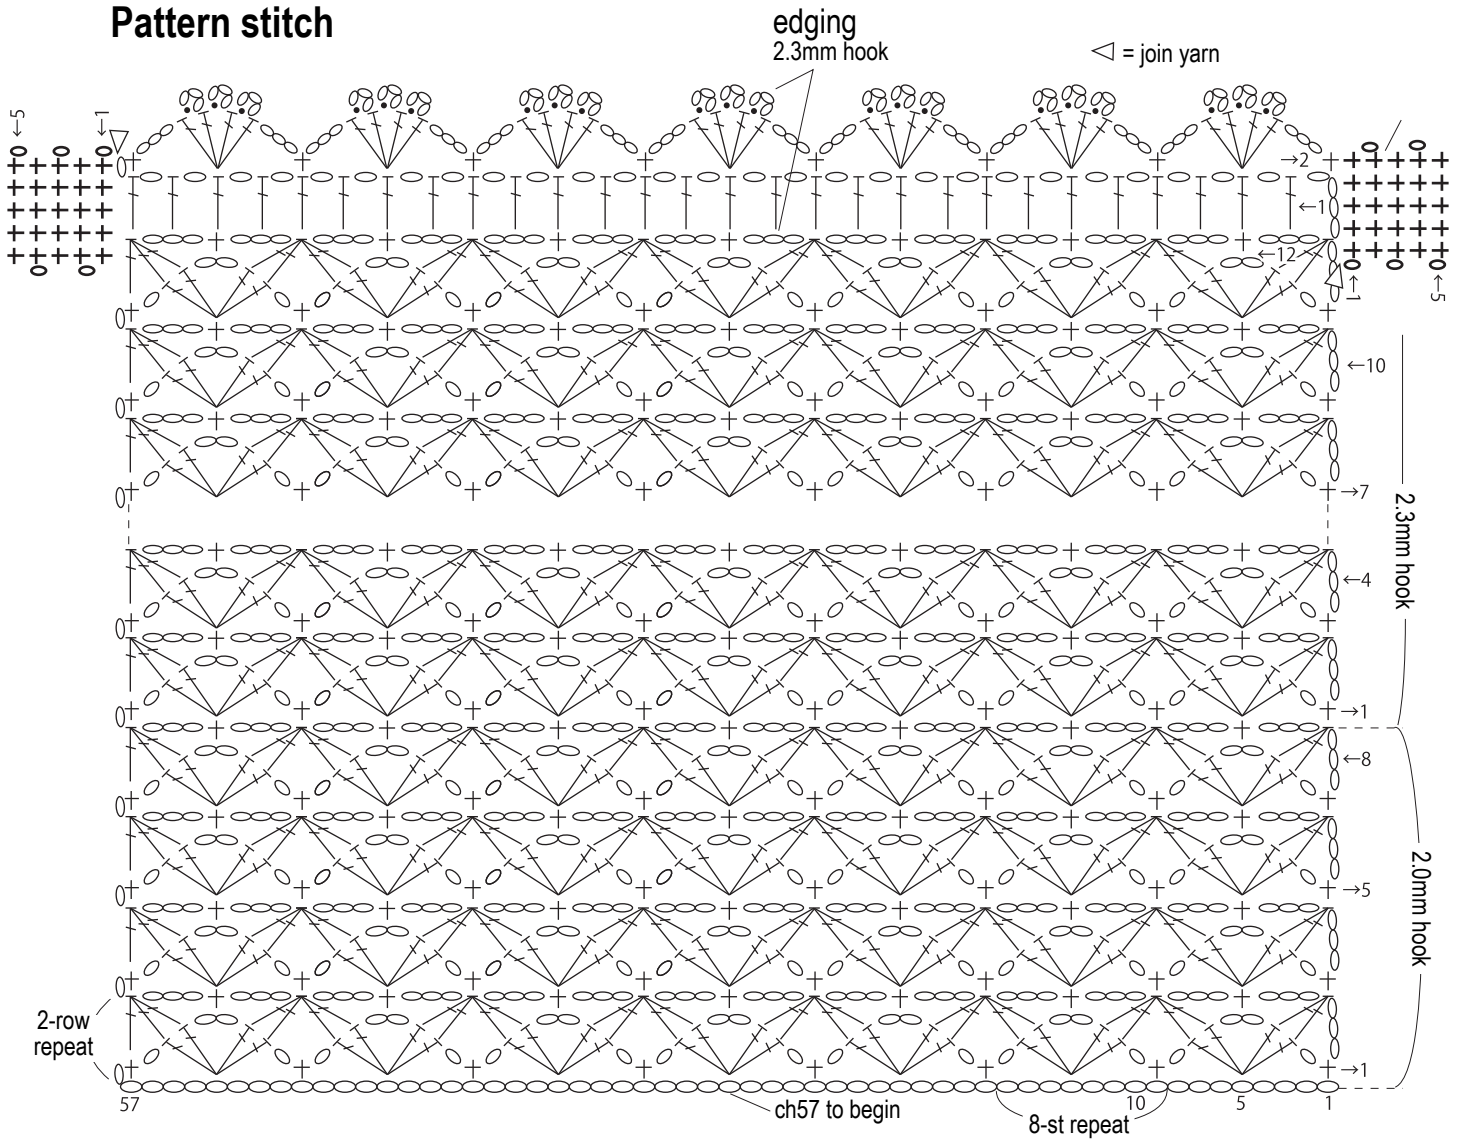 Pattern stitch
edging
2.3mm hook
◁ = join yarn
←5
←1
→2
←1
←12
←1
←5
←10
→7
2.3mm hook
←4
→1
←8
→5
2.0mm hook
2-row
repeat
→1
57
ch57 to begin
8-st repeat
10
5
1